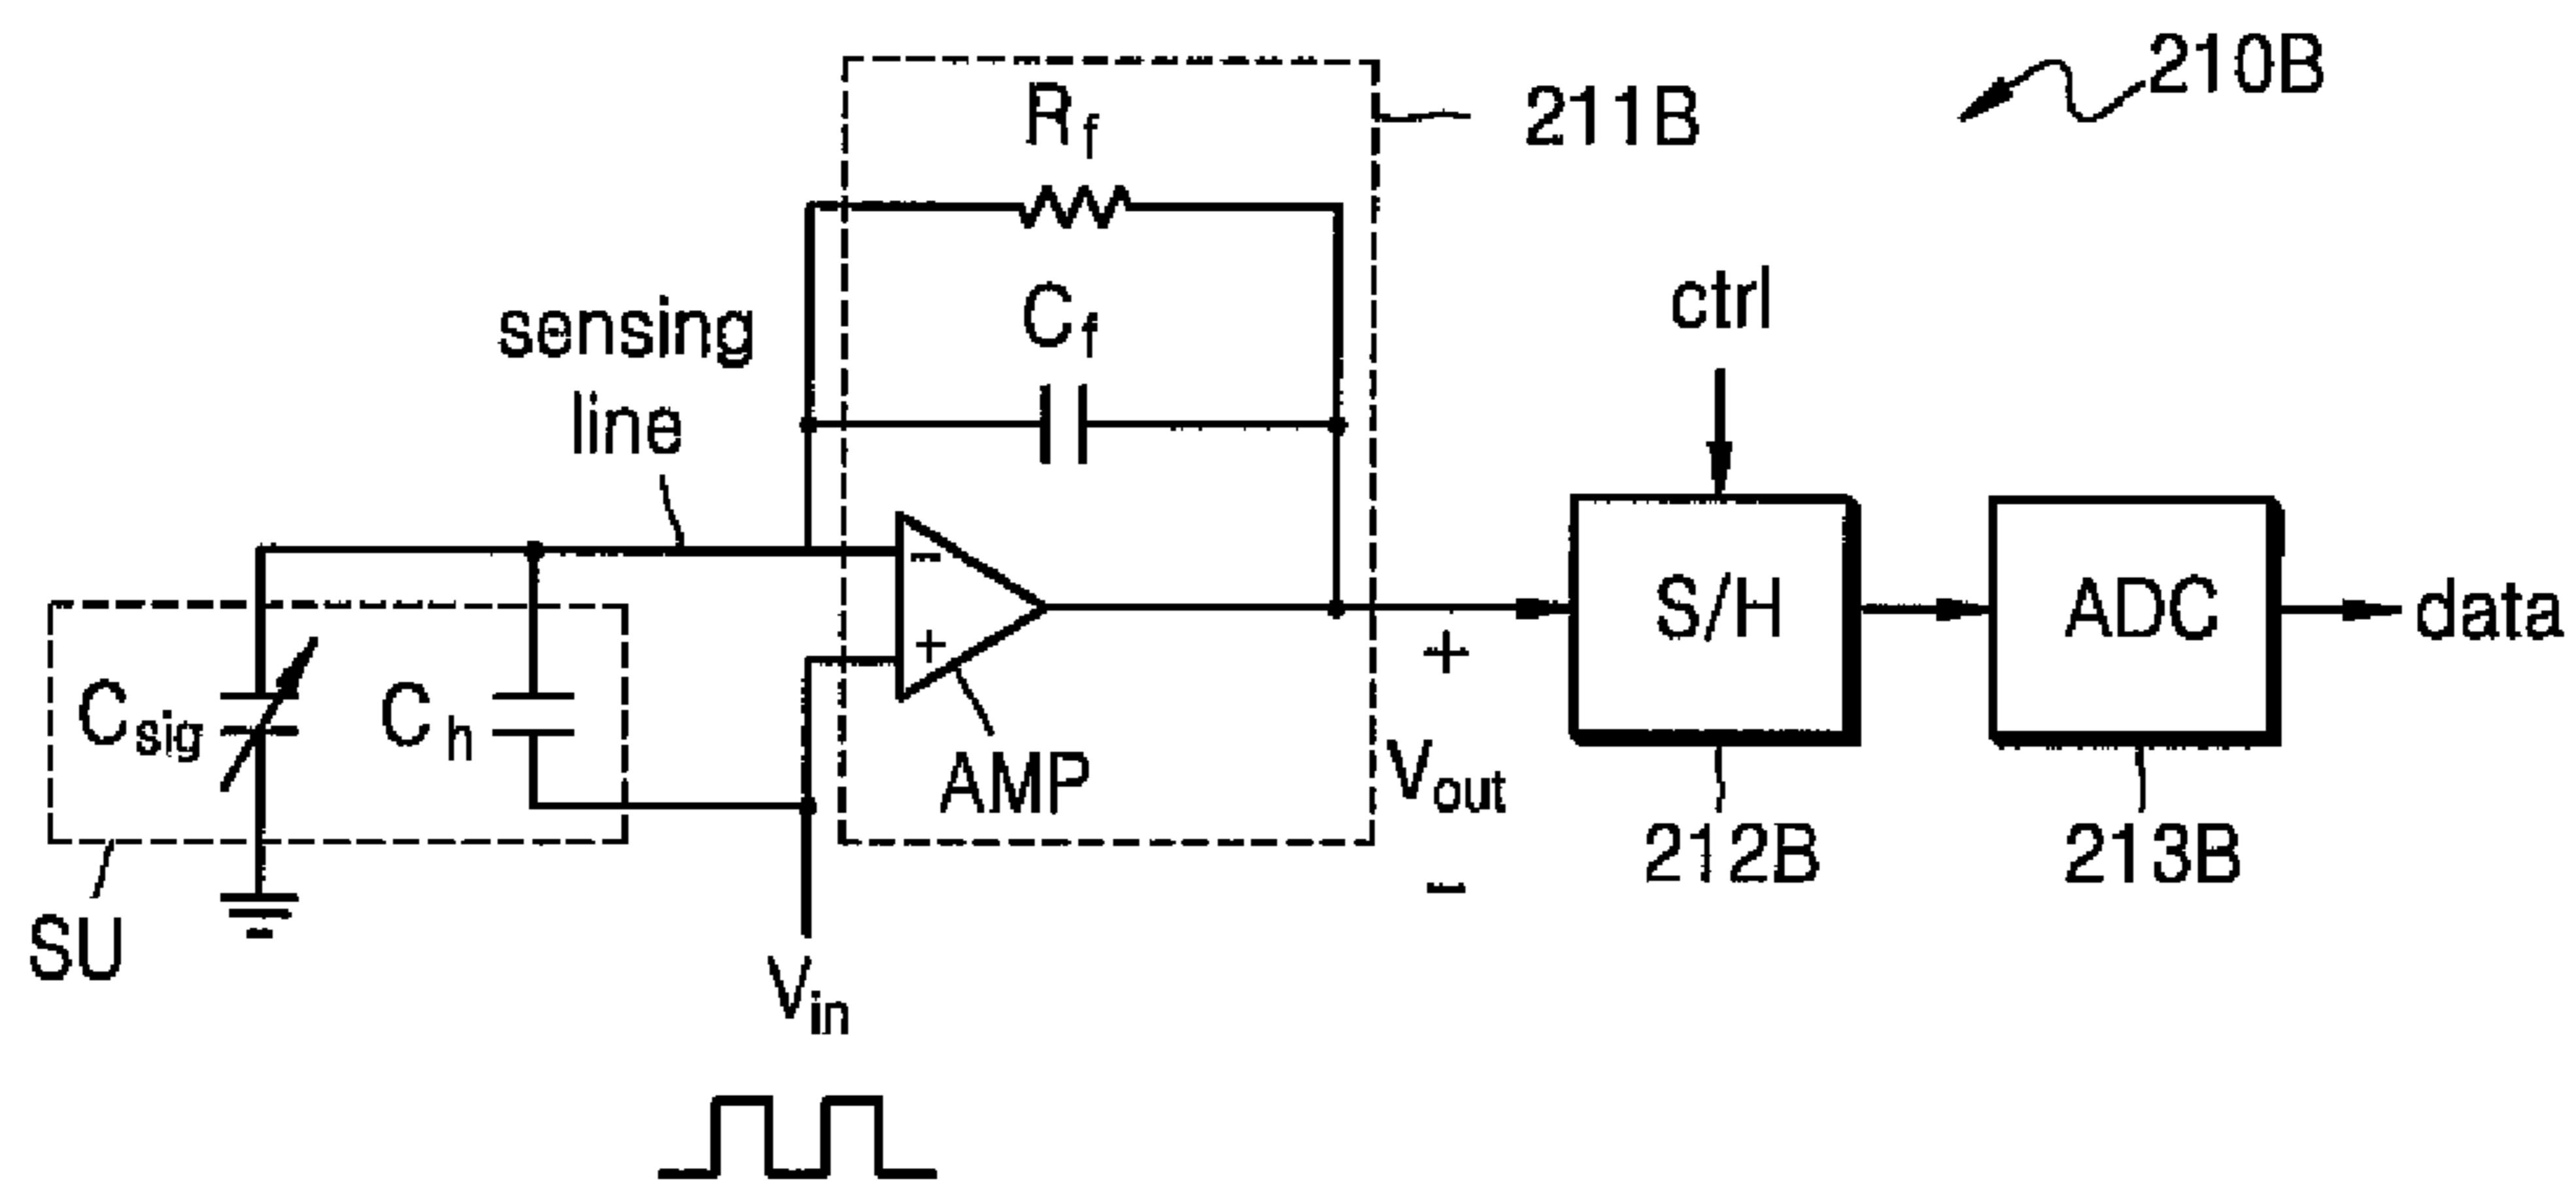 210B
211B
Rf
Cf
sensing
line
ctrl
-
+
S/H
ADC
data
Csig
Ch
AMP
+
Vout
-
212B
213B
SU
Vin